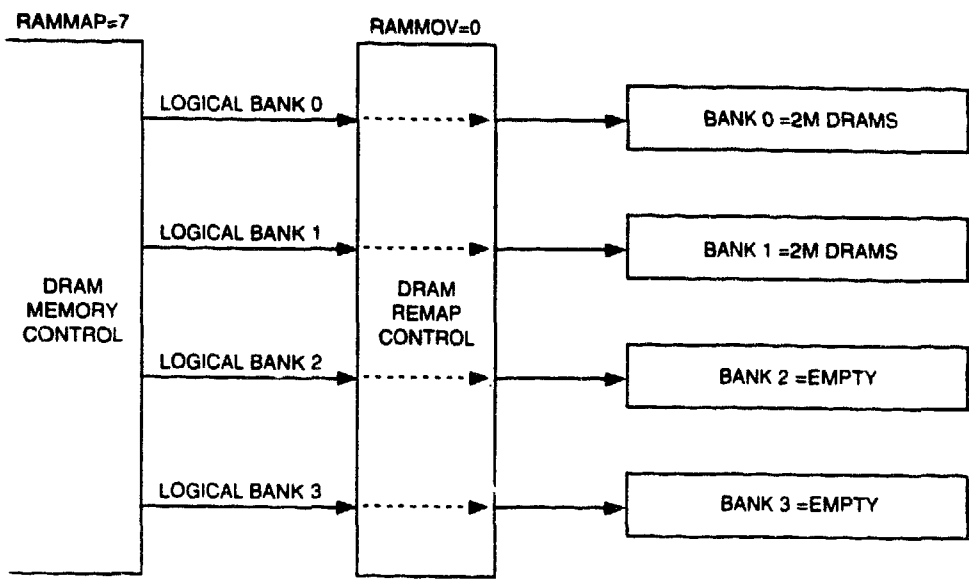 RAMMAP=7
RAMMOV=0
LOGICAL BANK 0
BANK 0 =2M DRAMS
LOGICAL BANK 1
BANK 1 =2M DRAMS
DRAM
MEMORY
CONTROL
DRAM
REMAP
CONTROL
LOGICAL BANK 2
BANK 2 =EMPTY
LOGICAL BANK 3
BANK 3 =EMPTY